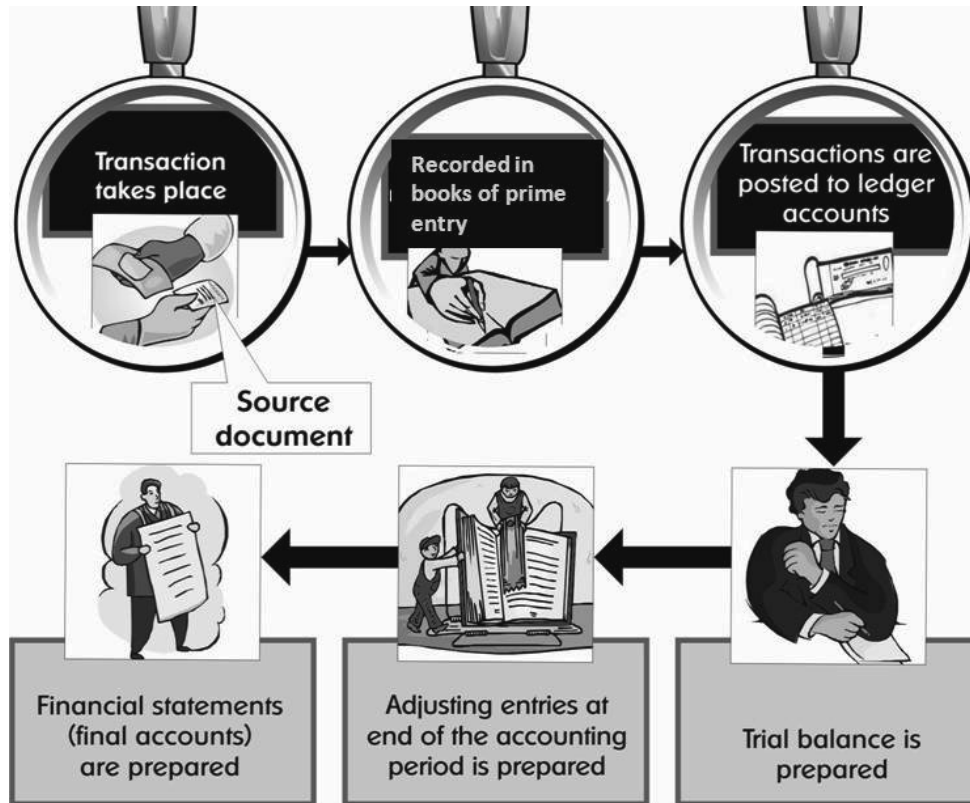 Transaction
takes place
Recorded in
books of prime
entry
Transactions are
posted to ledger
accounts
Source
document
Financial statements
(final accounts)
are prepared
Adjusting entries at
end of the accounting
period is prepared
Trial balance is
prepared